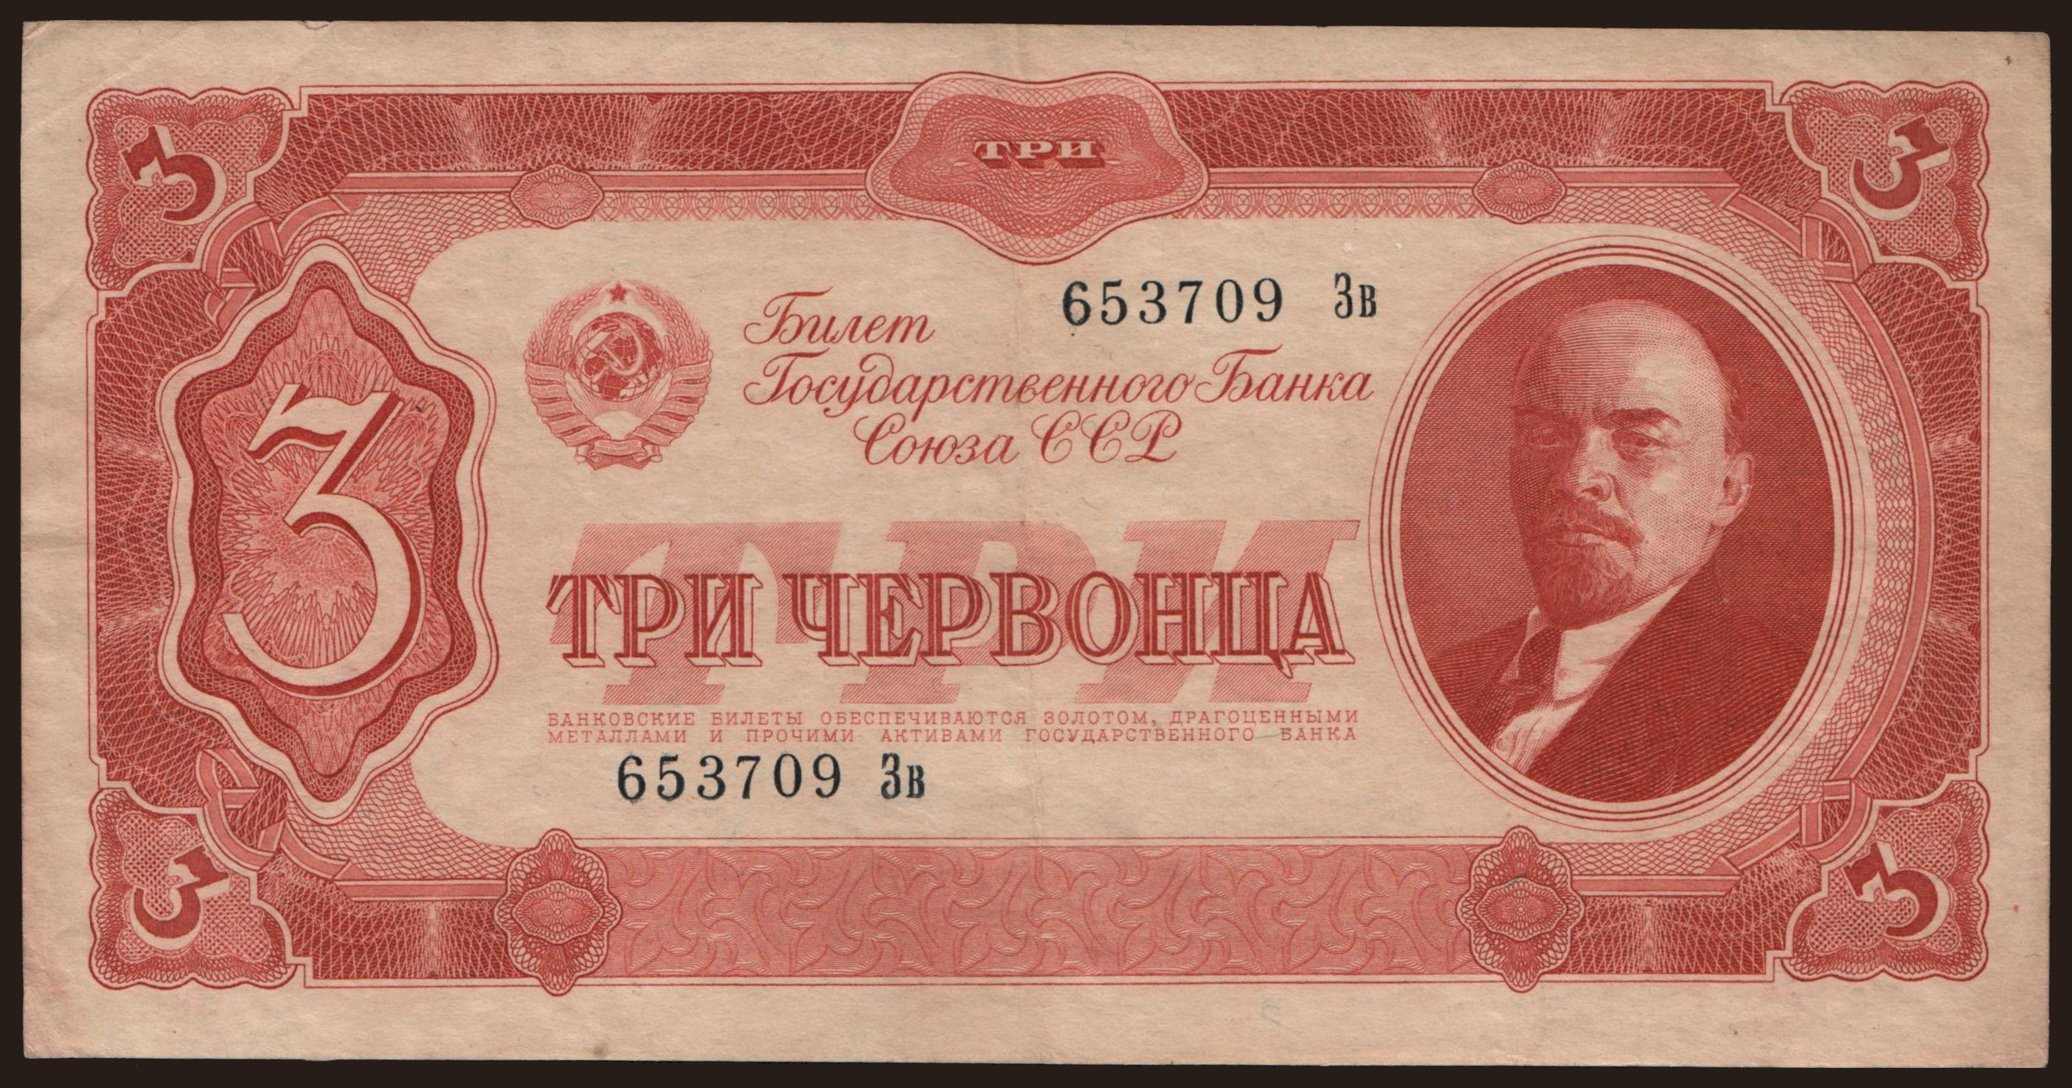 3
ТРИ
3
653709 Зв
Билет
Государственного Банка
Союза ССР
3
ТРИ
ТРИ ЧЕРВОНЦА
БАНКОВСКИЕ БИЛЕТЫ ОБЕСПЕЧИВАЮТСЯ ЗОЛОТОМ, ДРАГОЦЕННЫМИ
МЕТАЛЛАМИ И ПРОЧИМИ АКТИВАМИ ГОСУДАРСТВЕННОГО БАНКА
653709 Зв
3
3